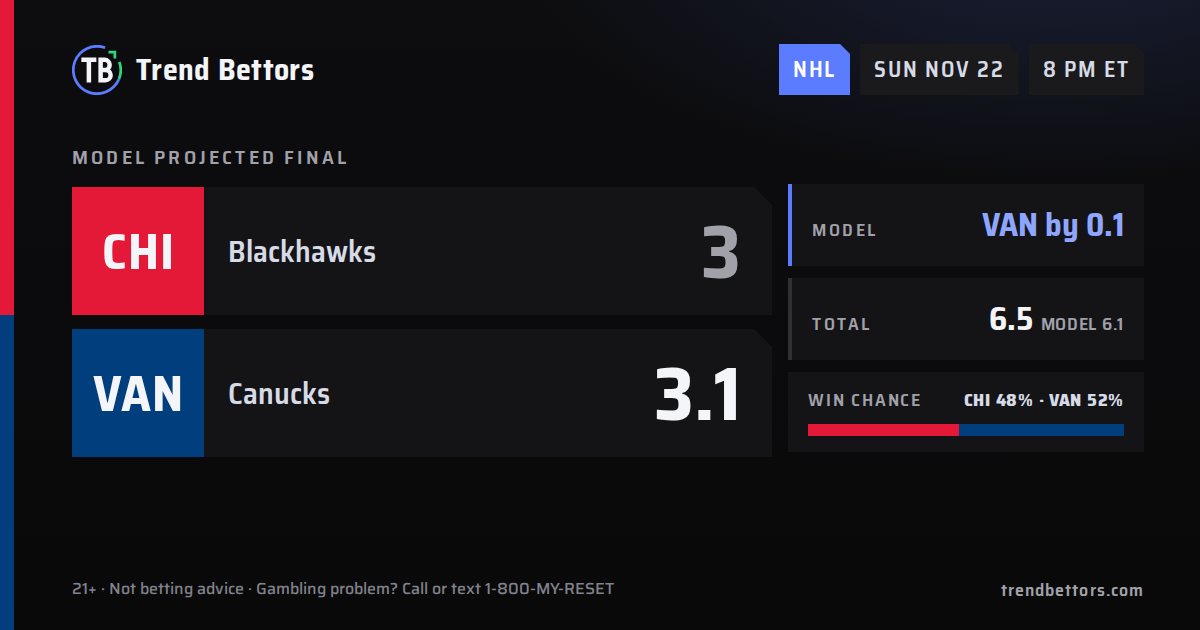 TB Trend Bettors
NHL
SUN NOV 22
8 PM ET
MODEL PROJECTED FINAL
CHI Blackhawks 3
VAN Canucks 3.1
MODEL VAN by 0.1
TOTAL 6.5 MODEL 6.1
WIN CHANCE CHI 48% · VAN 52%
21+ · Not betting advice · Gambling problem? Call or text 1-800-MY-RESET
trendbettors.com